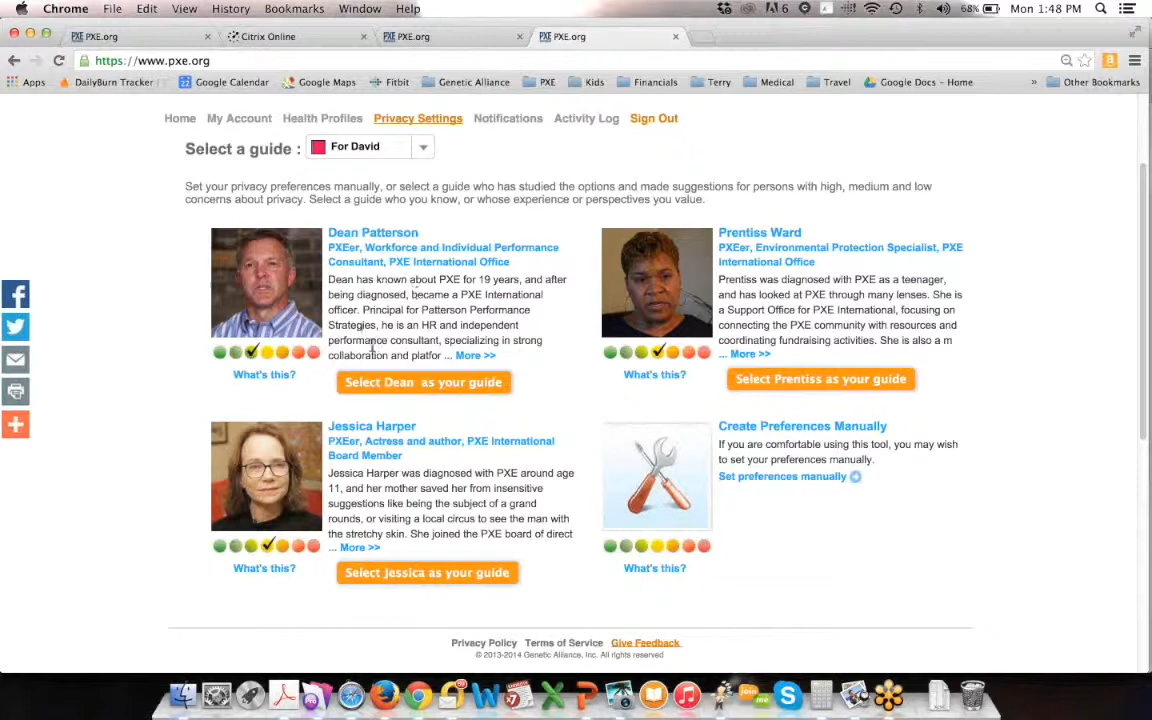 Chrome File Edit View History Bookmarks Window Help 6 68% Mon 1:48 PM
PXE PXE.org Citrix Online PXE PXE.org PXE PXE.org
https://www.pxe.org
Apps DailyBurn Tracker Google Calendar Google Maps Fitbit Genetic Alliance PXE Kids Financials Terry Medical Travel Google Docs - Home » Other Bookmarks
Home My Account Health Profiles Privacy Settings Notifications Activity Log Sign Out
Select a guide : For David
Set your privacy preferences manually, or select a guide who has studied the options and made suggestions for persons with high, medium and low
concerns about privacy. Select a guide who you know, or whose experience or perspectives you value.
Dean Patterson
PXEer, Workforce and Individual Performance
Consultant, PXE International Office
Dean has known about PXE for 19 years, and after
being diagnosed, became a PXE International
officer. Principal for Patterson Performance
Strategies, he is an HR and independent
performance consultant, specializing in strong
collaboration and platfor ... More >>
What's this?
Select Dean as your guide
Prentiss Ward
PXEer, Environmental Protection Specialist, PXE
International Office
Prentiss was diagnosed with PXE as a teenager,
and has looked at PXE through many lenses. She is
a Support Office for PXE International, focusing on
connecting the PXE community with resources and
coordinating fundraising activities. She is also a m
... More >>
What's this?
Select Prentiss as your guide
Jessica Harper
PXEer, Actress and author, PXE International
Board Member
Jessica Harper was diagnosed with PXE around age
11, and her mother saved her from insensitive
suggestions like being the subject of a grand
rounds, or visiting a local circus to see the man with
the stretchy skin. She joined the PXE board of direct
... More >>
What's this?
Select Jessica as your guide
Create Preferences Manually
If you are comfortable using this tool, you may wish
to set your preferences manually.
Set preferences manually
What's this?
Privacy Policy Terms of Service Give Feedback
© 2013-2014 Genetic Alliance, Inc. All rights reserved